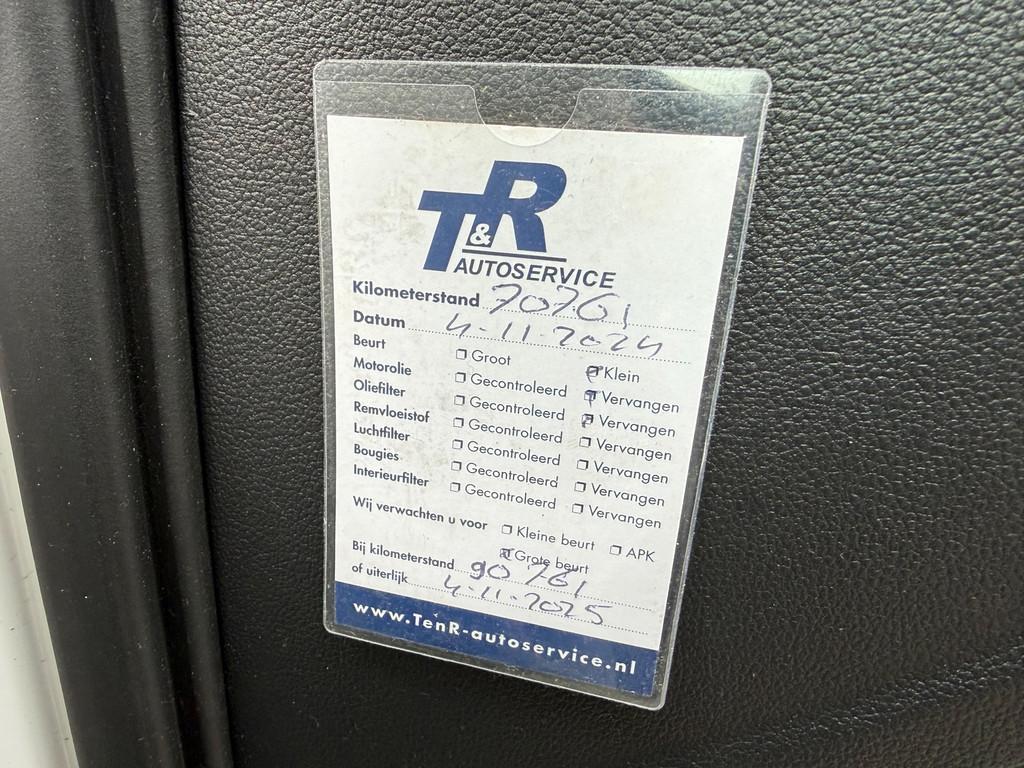 T&R
AUTOSERVICE
Kilometerstand 70761
Datum 4-11-2024
Beurt Groot Klein
Motorolie Gecontroleerd Vervangen
Oliefilter Gecontroleerd Vervangen
Remvloeistof Gecontroleerd Vervangen
Luchtfilter Gecontroleerd Vervangen
Bougies Gecontroleerd Vervangen
Interieurfilter Gecontroleerd Vervangen
Wij verwachten u voor Kleine beurt APK
Grote beurt
Bij kilometerstand 90761
of uiterlijk 4-11-2025
www.TenR-autoservice.nl